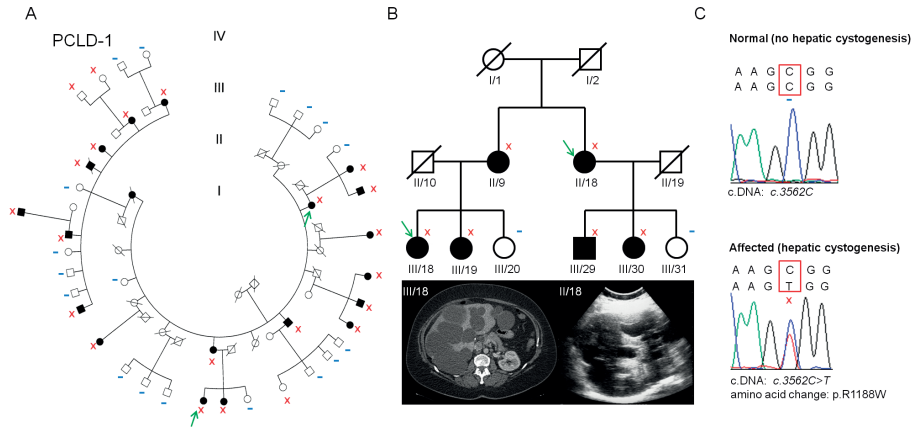 A
PCLD-1
IV
III
II
I
B
I/1
I/2
II/10
II/9
II/18
II/19
III/18
III/19
III/20
III/29
III/30
III/31
III/18
II/18
C
Normal (no hepatic cystogenesis)
A A G C G G
A A G C G G
c.DNA: c.3562C
Affected (hepatic cystogenesis)
A A G C G G
A A G T G G
x
c.DNA: c.3562C>T
amino acid change: p.R1188W